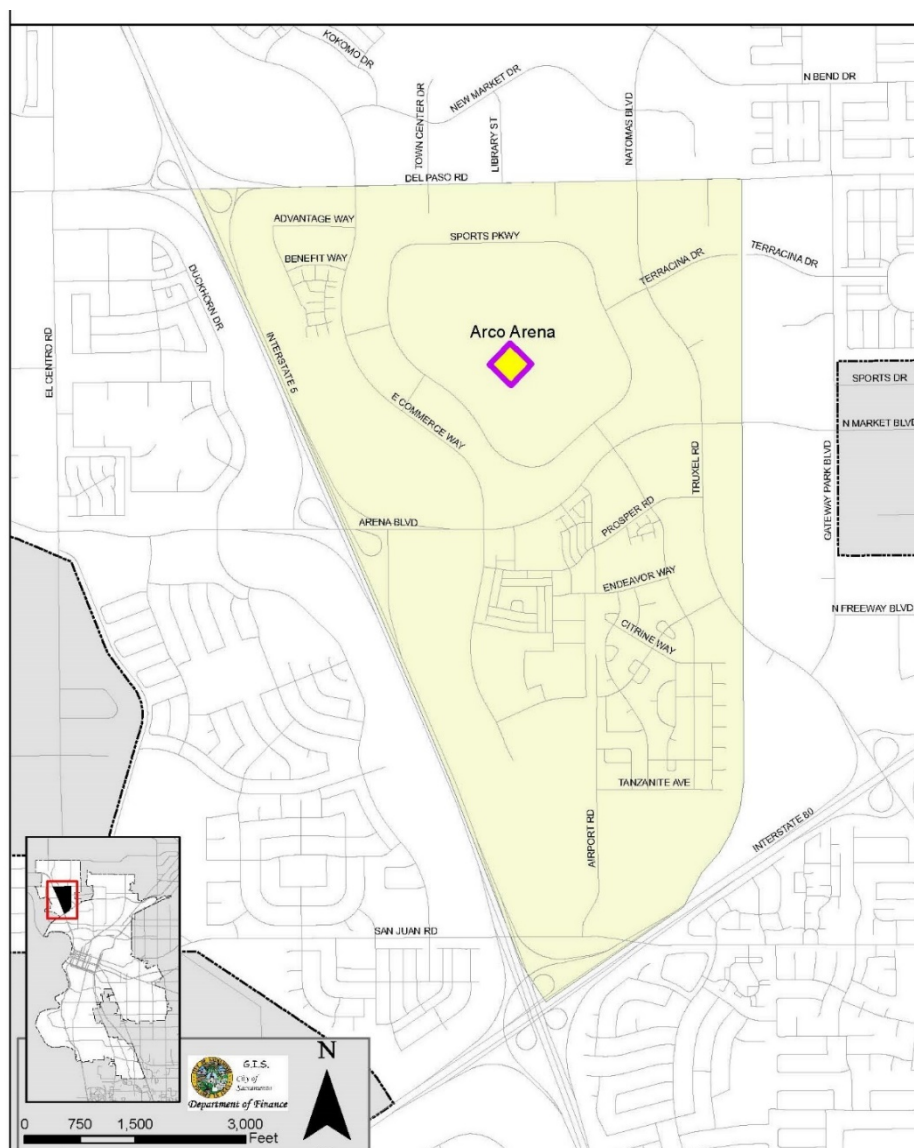 KOKOMO DR
N BEND DR
NEW MARKET DR
TOWN CENTER DR
LIBRARY ST
NATOMAS BLVD
DEL PASO RD
ADVANTAGE WAY
SPORTS PKWY
BENEFIT WAY
TERRACINA DR
TERRACINA DR
DUCKHORN DR
EL CENTRO RD
INTERSTATE 5
Arco Arena
SPORTS DR
E COMMERCE WAY
N MARKET BLVD
TRUXEL RD
GATEWAY PARK BLVD
ARENA BLVD
PROSPER RD
ENDEAVOR WAY
N FREEWAY BLVD
CITRINE WAY
TANZANITE AVE
AIRPORT RD
INTERSTATE 80
SAN JUAN RD
G.I.S.
City of
Sacramento
Department of Finance
N
0 750 1,500 3,000
Feet